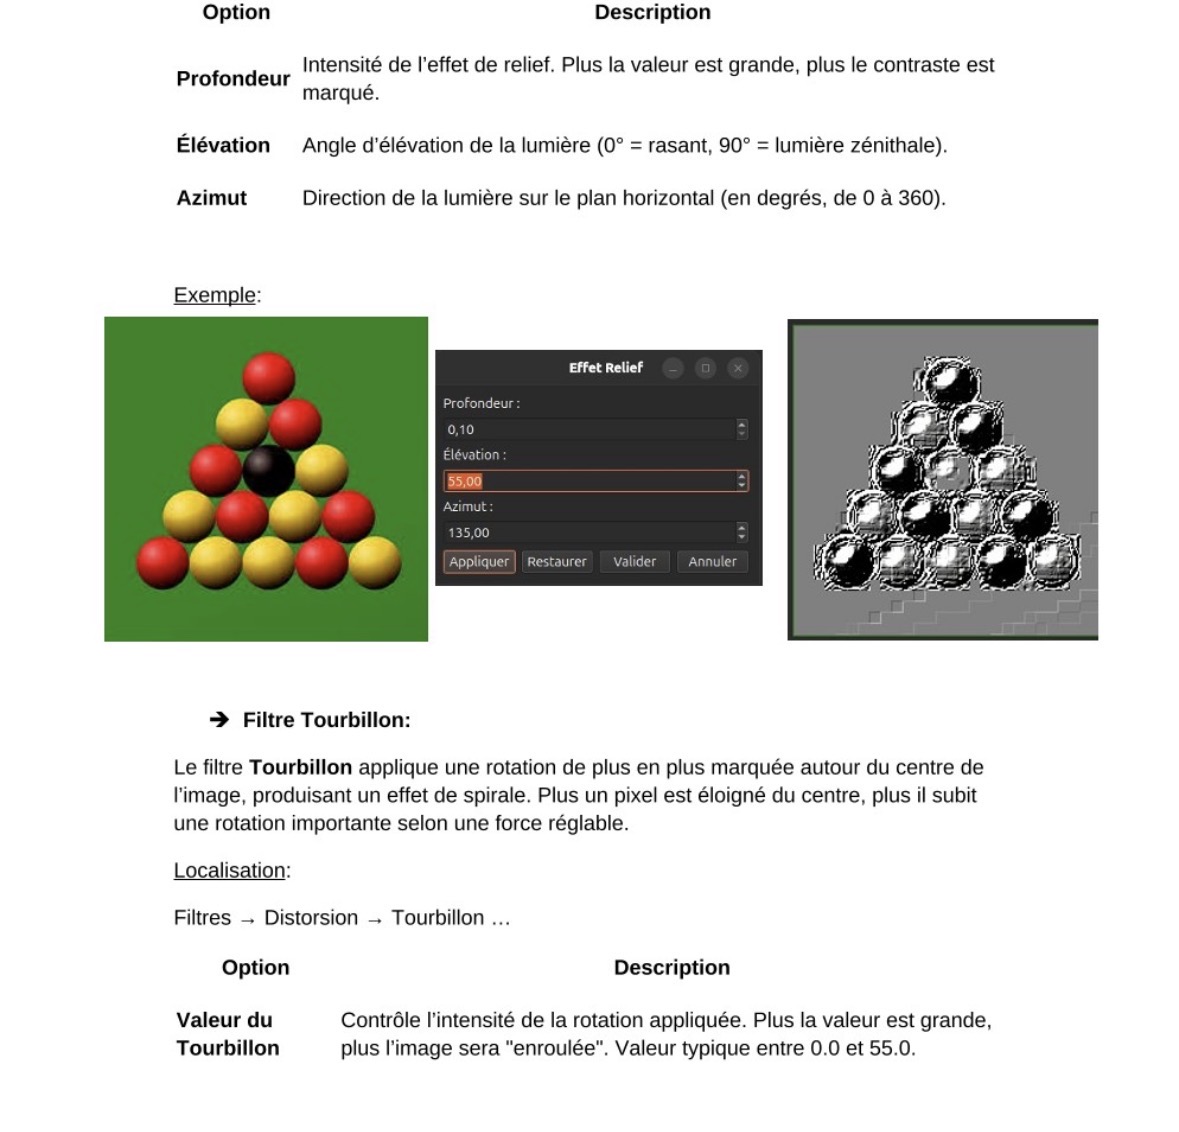 Option Description
Profondeur Intensité de l’effet de relief. Plus la valeur est grande, plus le contraste est
marqué.
Élévation Angle d’élévation de la lumière (0° = rasant, 90° = lumière zénithale).
Azimut Direction de la lumière sur le plan horizontal (en degrés, de 0 à 360).
Exemple:
Effet Relief
Profondeur :
0,10
Élévation :
55,00
Azimut :
135,00
Appliquer Restaurer Valider Annuler
➔ Filtre Tourbillon:
Le filtre Tourbillon applique une rotation de plus en plus marquée autour du centre de
l’image, produisant un effet de spirale. Plus un pixel est éloigné du centre, plus il subit
une rotation importante selon une force réglable.
Localisation:
Filtres → Distorsion → Tourbillon …
Option Description
Valeur du Contrôle l’intensité de la rotation appliquée. Plus la valeur est grande,
Tourbillon plus l’image sera "enroulée". Valeur typique entre 0.0 et 55.0.